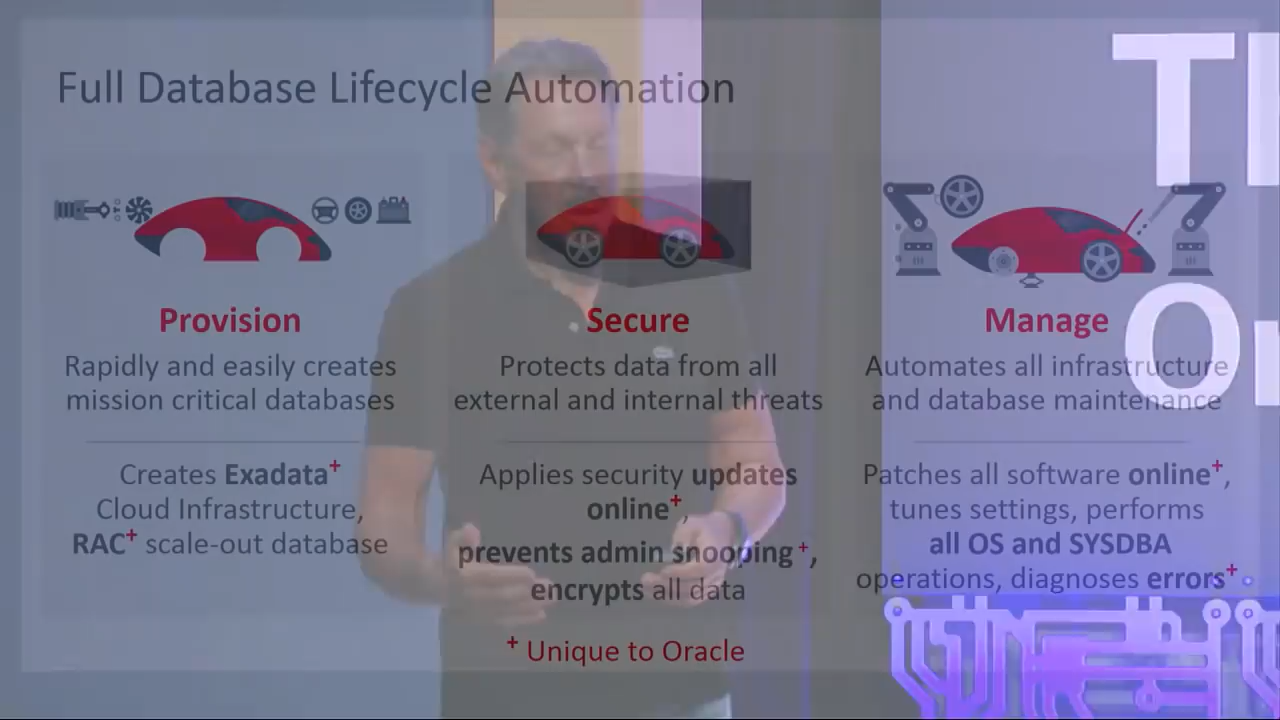 Full Database Lifecycle Automation
Provision
Rapidly and easily creates
mission critical databases
Creates Exadata+
Cloud Infrastructure,
RAC+ scale-out database
Secure
Protects data from all
external and internal threats
Applies security updates
online+,
prevents admin snooping+,
encrypts all data
Manage
Automates all infrastructure
and database maintenance
Patches all software online+,
tunes settings, performs
all OS and SYSDBA
operations, diagnoses errors+
+ Unique to Oracle